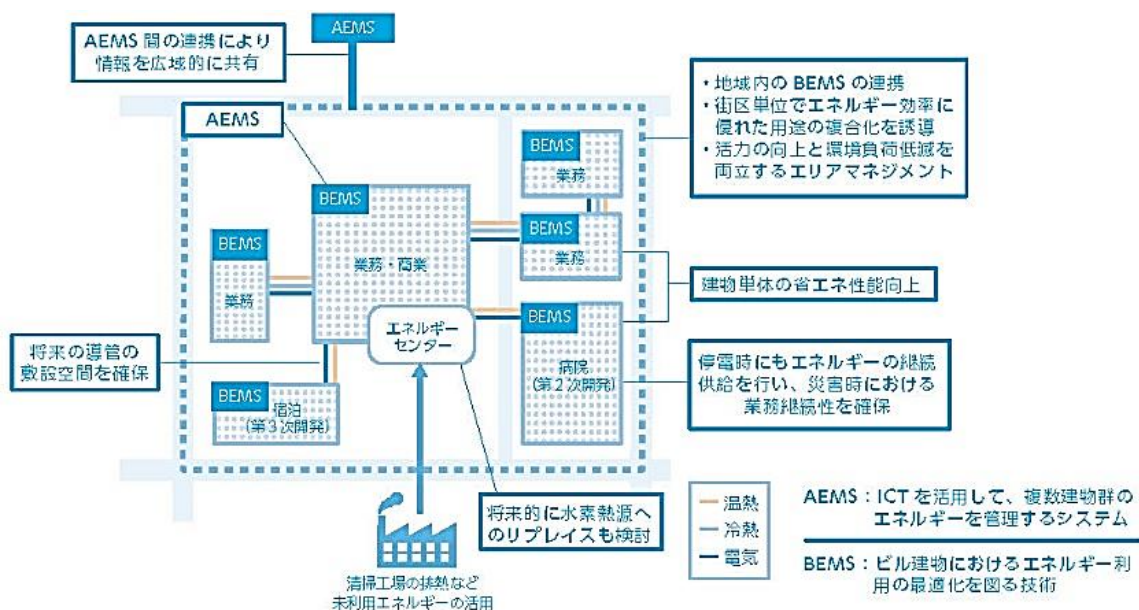 AEMS
AEMS 間の連携により
情報を広域的に共有
AEMS
・地域内の BEMS の連携
・街区単位でエネルギー効率に
優れた用途の複合化を誘導
・活力の向上と環境負荷低減を
両立するエリアマネジメント
BEMS
業務
BEMS
業務・商業
BEMS
業務
BEMS
業務
建物単体の省エネ性能向上
エネルギー
センター
BEMS
病院
(第2次開発)
将来の導管の
敷設空間を確保
停電時にもエネルギーの継続
供給を行い、災害時における
業務継続性を確保
BEMS
宿泊
(第3次開発)
将来的に水素熱源へ
のリプレイスも検討
清掃工場の排熱など
未利用エネルギーの活用
温熱
冷熱
電気
AEMS:ICT を活用して、複数建物群の
エネルギーを管理するシステム
BEMS:ビル建物におけるエネルギー利
用の最適化を図る技術